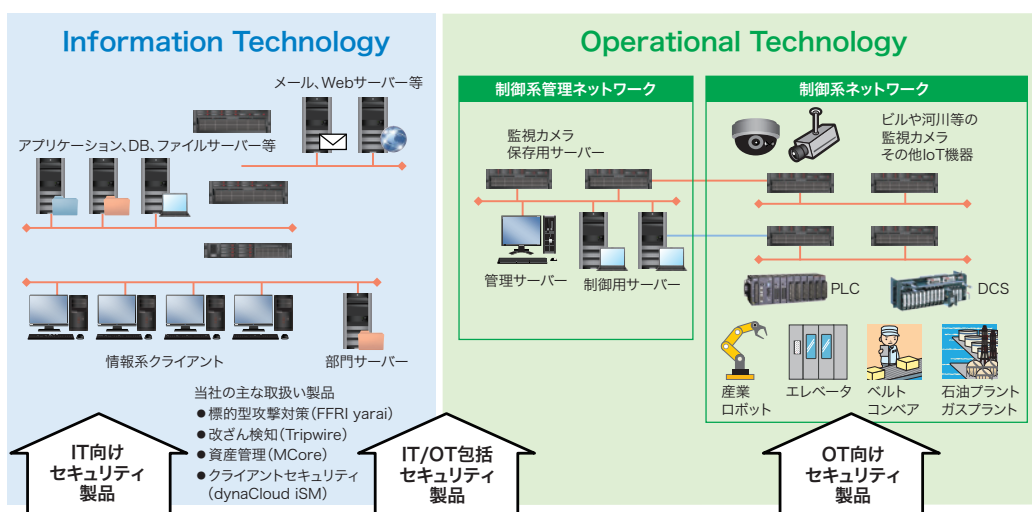 Information Technology
メール、Webサーバー等
アプリケーション、DB、ファイルサーバー等
情報系クライアント
部門サーバー
当社の主な取扱い製品
●標的型攻撃対策(FFRI yarai)
●改ざん検知(Tripwire)
●資産管理(MCore)
●クライアントセキュリティ
(dynaCloud iSM)
IT向け
セキュリティ
製品
IT/OT包括
セキュリティ
製品
Operational Technology
制御系管理ネットワーク
監視カメラ
保存用サーバー
管理サーバー
制御用サーバー
制御系ネットワーク
ビルや河川等の
監視カメラ
その他IoT機器
PLC
DCS
産業
ロボット
エレベータ
ベルト
コンベア
石油プラント
ガスプラント
OT向け
セキュリティ
製品